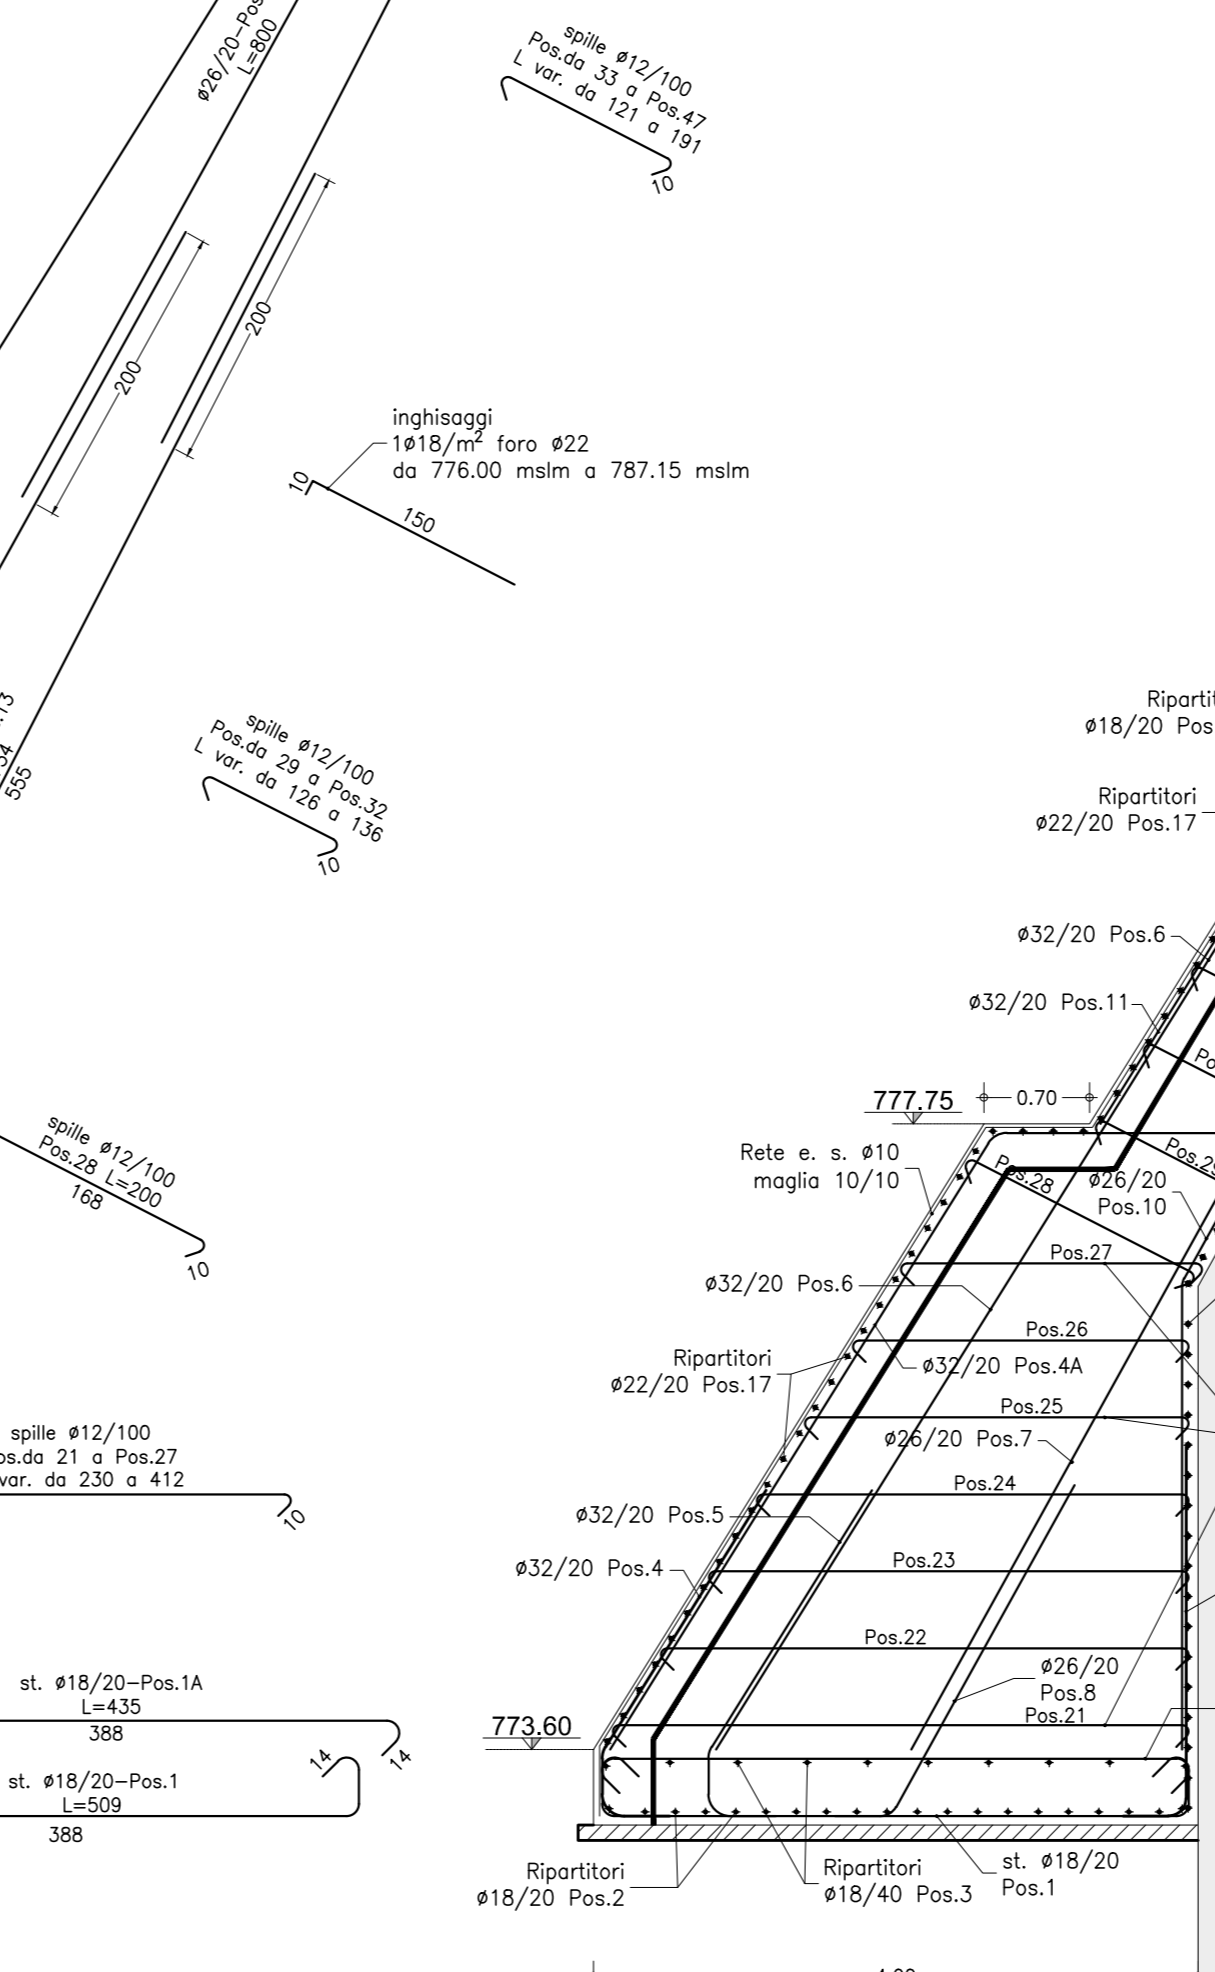 ø26/20-Pos
L=800
spille ø12/100
Pos.da 33 a Pos.47
L var. da 121 a 191
10
200
200
inghisaggi
1ø18/m² foro ø22
da 776.00 mslm a 787.15 mslm
10
150
555
spille ø12/100
Pos.da 29 a Pos.32
L var. da 126 a 136
10
Ripartit
ø18/20 Pos.
Ripartitori
ø22/20 Pos.17
ø32/20 Pos.6
ø32/20 Pos.11
777.75
0.70
Rete e. s. ø10
maglia 10/10
Pos.28
Pos.29
ø26/20
Pos.10
spille ø12/100
Pos.28 L=200
168
10
Pos.27
ø32/20 Pos.6
Pos.26
Ripartitori
ø22/20 Pos.17
ø32/20 Pos.4A
Pos.25
ø26/20 Pos.7
spille ø12/100
os.da 21 a Pos.27
var. da 230 a 412
10
Pos.24
ø32/20 Pos.5
Pos.23
ø32/20 Pos.4
Pos.22
ø26/20
Pos.8
Pos.21
773.60
st. ø18/20-Pos.1A
L=435
388
14
14
st. ø18/20-Pos.1
L=509
388
Ripartitori
ø18/20 Pos.2
Ripartitori
ø18/40 Pos.3
st. ø18/20
Pos.1